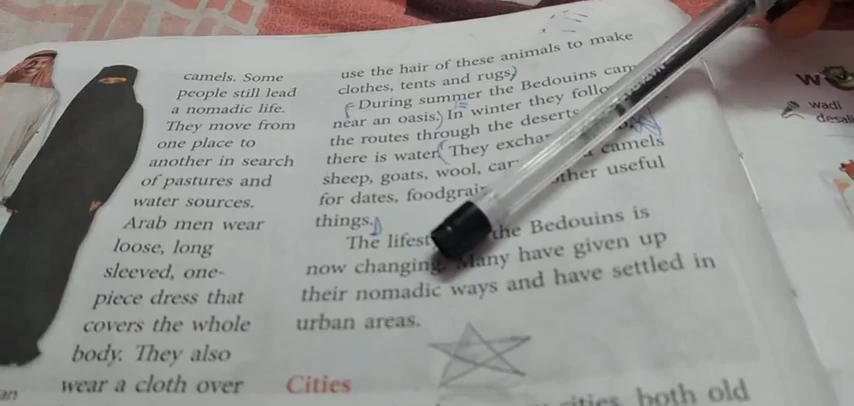 camels. Some
people still lead
a nomadic life.
They move from
one place to
another in search
of pastures and
water sources.
Arab men wear
loose, long
sleeved, one-
piece dress that
covers the whole
body. They also
wear a cloth over
use the hair of these animals to make
clothes, tents and rugs.
During summer the Bedouins
near an oasis. In winter they
the routes through the deserts
there is water. They
camels
sheep, goats, wool,
for dates, useful
things.
The the Bedouins is
now changing. Many have given up
their nomadic ways and have settled in
urban areas.
Cities
both old
wadi